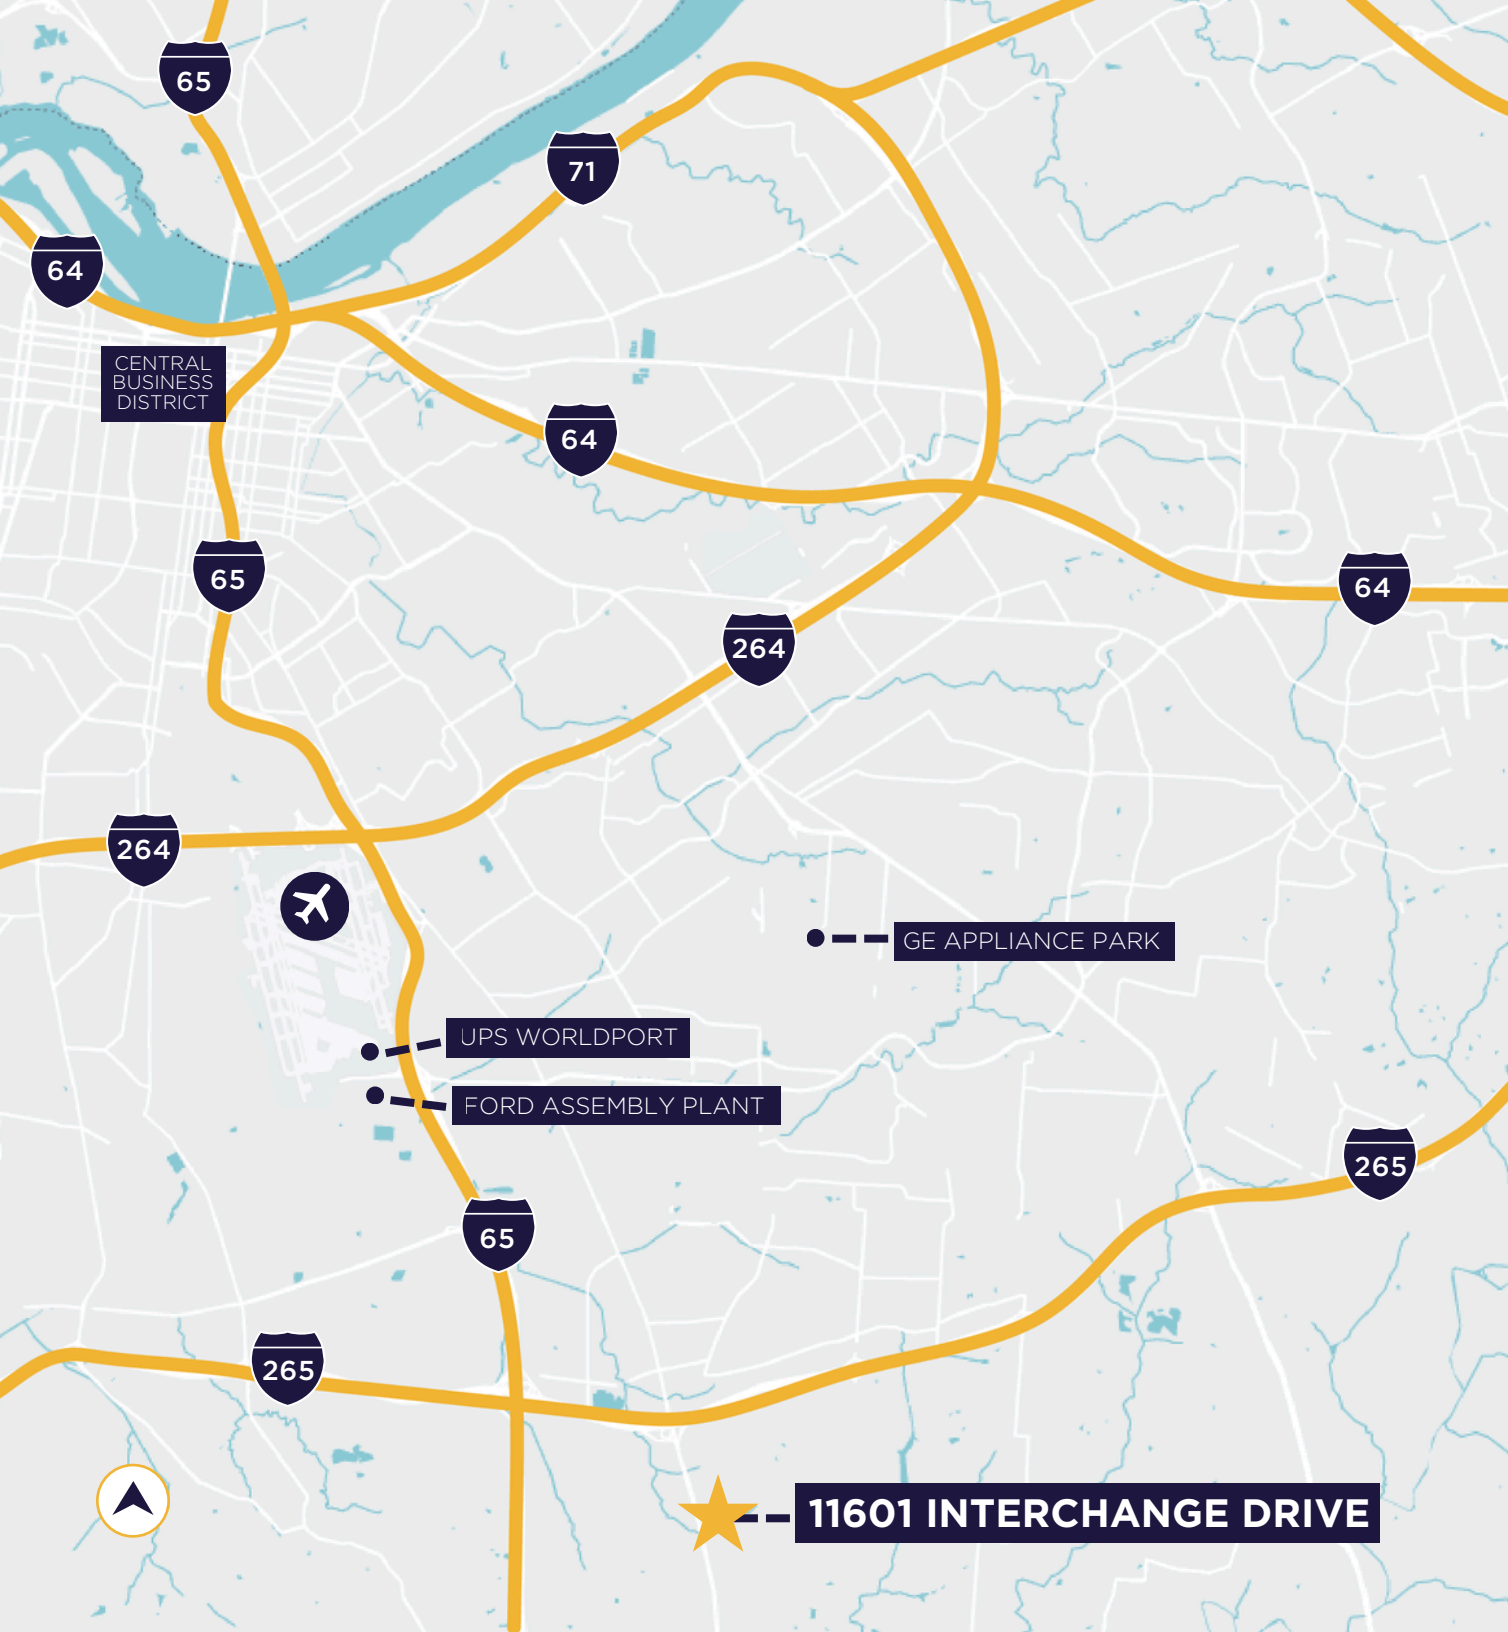 65
71
64
CENTRAL
BUSINESS
DISTRICT
64
65
64
264
264
GE APPLIANCE PARK
UPS WORLDPORT
FORD ASSEMBLY PLANT
265
65
265
11601 INTERCHANGE DRIVE